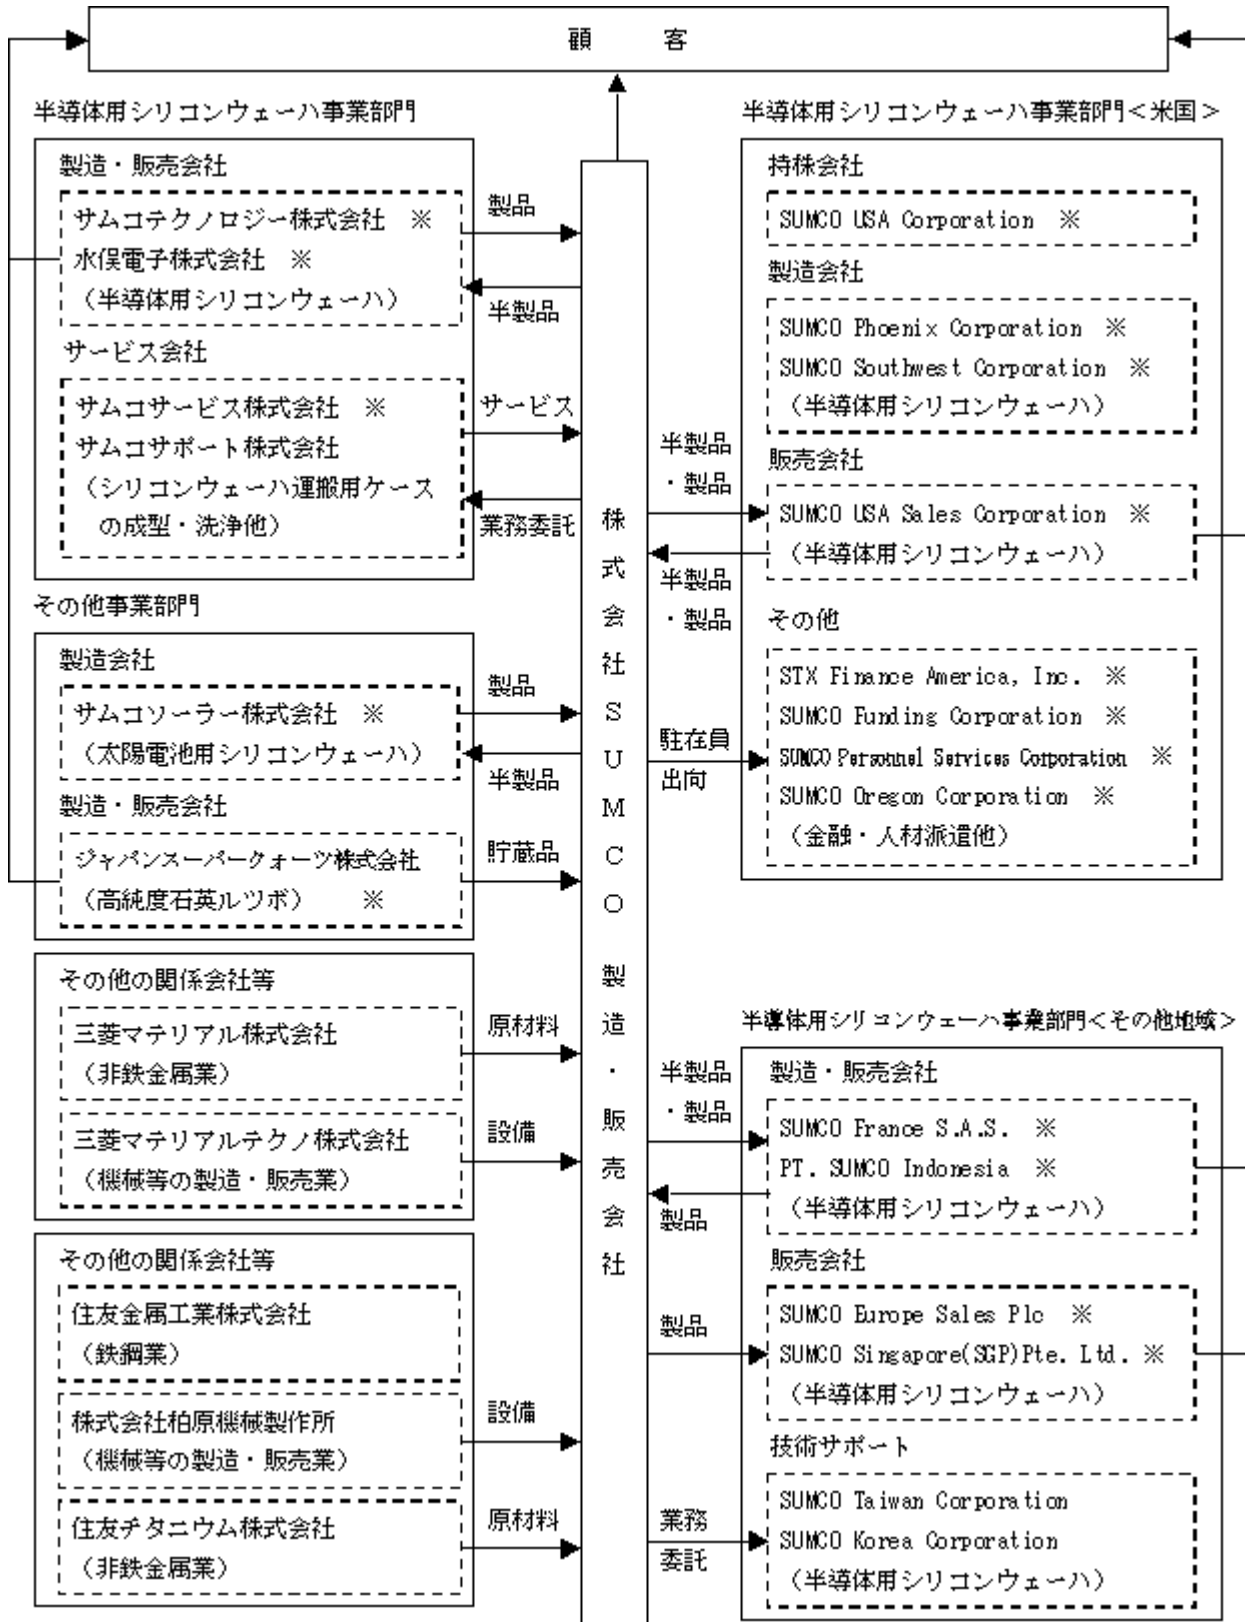 顧　客
半導体用シリコンウェーハ事業部門
製造・販売会社
サムコテクノロジー株式会社　※
水俣電子株式会社　※
（半導体用シリコンウェーハ）
製品
半製品
サービス会社
サムコサービス株式会社　※
サムコサポート株式会社
（シリコンウェーハ運搬用ケース
の成型・洗浄他）
サービス
業務委託
その他事業部門
製造会社
サムコソーラー株式会社　※
（太陽電池用シリコンウェーハ）
製品
半製品
製造・販売会社
ジャパンスーパークォーツ株式会社
（高純度石英ルツボ）　※
貯蔵品
その他の関係会社等
三菱マテリアル株式会社
（非鉄金属業）
原材料
三菱マテリアルテクノ株式会社
（機械等の製造・販売業）
設備
その他の関係会社等
住友金属工業株式会社
（鉄鋼業）
株式会社柏原機械製作所
（機械等の製造・販売業）
設備
住友チタニウム株式会社
（非鉄金属業）
原材料
株式会社ＳＵＭＣＯ　製造・販売会社
半導体用シリコンウェーハ事業部門＜米国＞
持株会社
SUMCO USA Corporation　※
製造会社
SUMCO Phoenix Corporation　※
SUMCO Southwest Corporation　※
（半導体用シリコンウェーハ）
販売会社
半製品
・製品
SUMCO USA Sales Corporation　※
（半導体用シリコンウェーハ）
半製品
・製品
その他
STX Finance America, Inc.　※
SUMCO Funding Corporation　※
SUMCO Personnel Services Corporation　※
SUMCO Oregon Corporation　※
（金融・人材派遣他）
駐在員
出向
半導体用シリコンウェーハ事業部門＜その他地域＞
製造・販売会社
半製品
・製品
SUMCO France S.A.S.　※
PT. SUMCO Indonesia　※
（半導体用シリコンウェーハ）
製品
販売会社
SUMCO Europe Sales Plc　※
SUMCO Singapore(SGP)Pte. Ltd.　※
（半導体用シリコンウェーハ）
製品
技術サポート
SUMCO Taiwan Corporation
SUMCO Korea Corporation
（半導体用シリコンウェーハ）
業務
委託